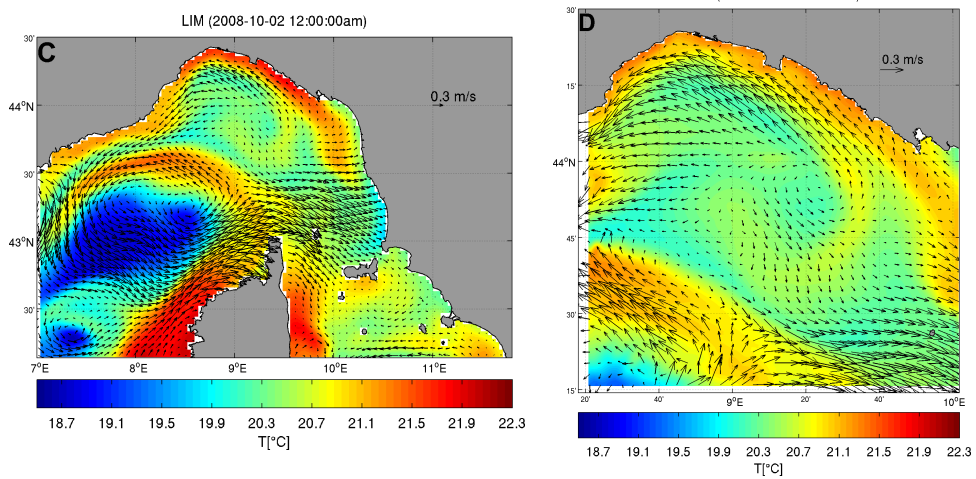 LIM (2008-10-02 12:00:00am)
C
30'
44°N
30'
43°N
30'
0.3 m/s
7°E
8°E
9°E
10°E
11°E
18.7 19.1 19.5 19.9 20.3 20.7 21.1 21.5 21.9 22.3
T[°C]
D
30'
15'
44°N
45'
30'
15'
0.3 m/s
20'
40'
9°E
20'
40'
10°E
18.7 19.1 19.5 19.9 20.3 20.7 21.1 21.5 21.9 22.3
T[°C]